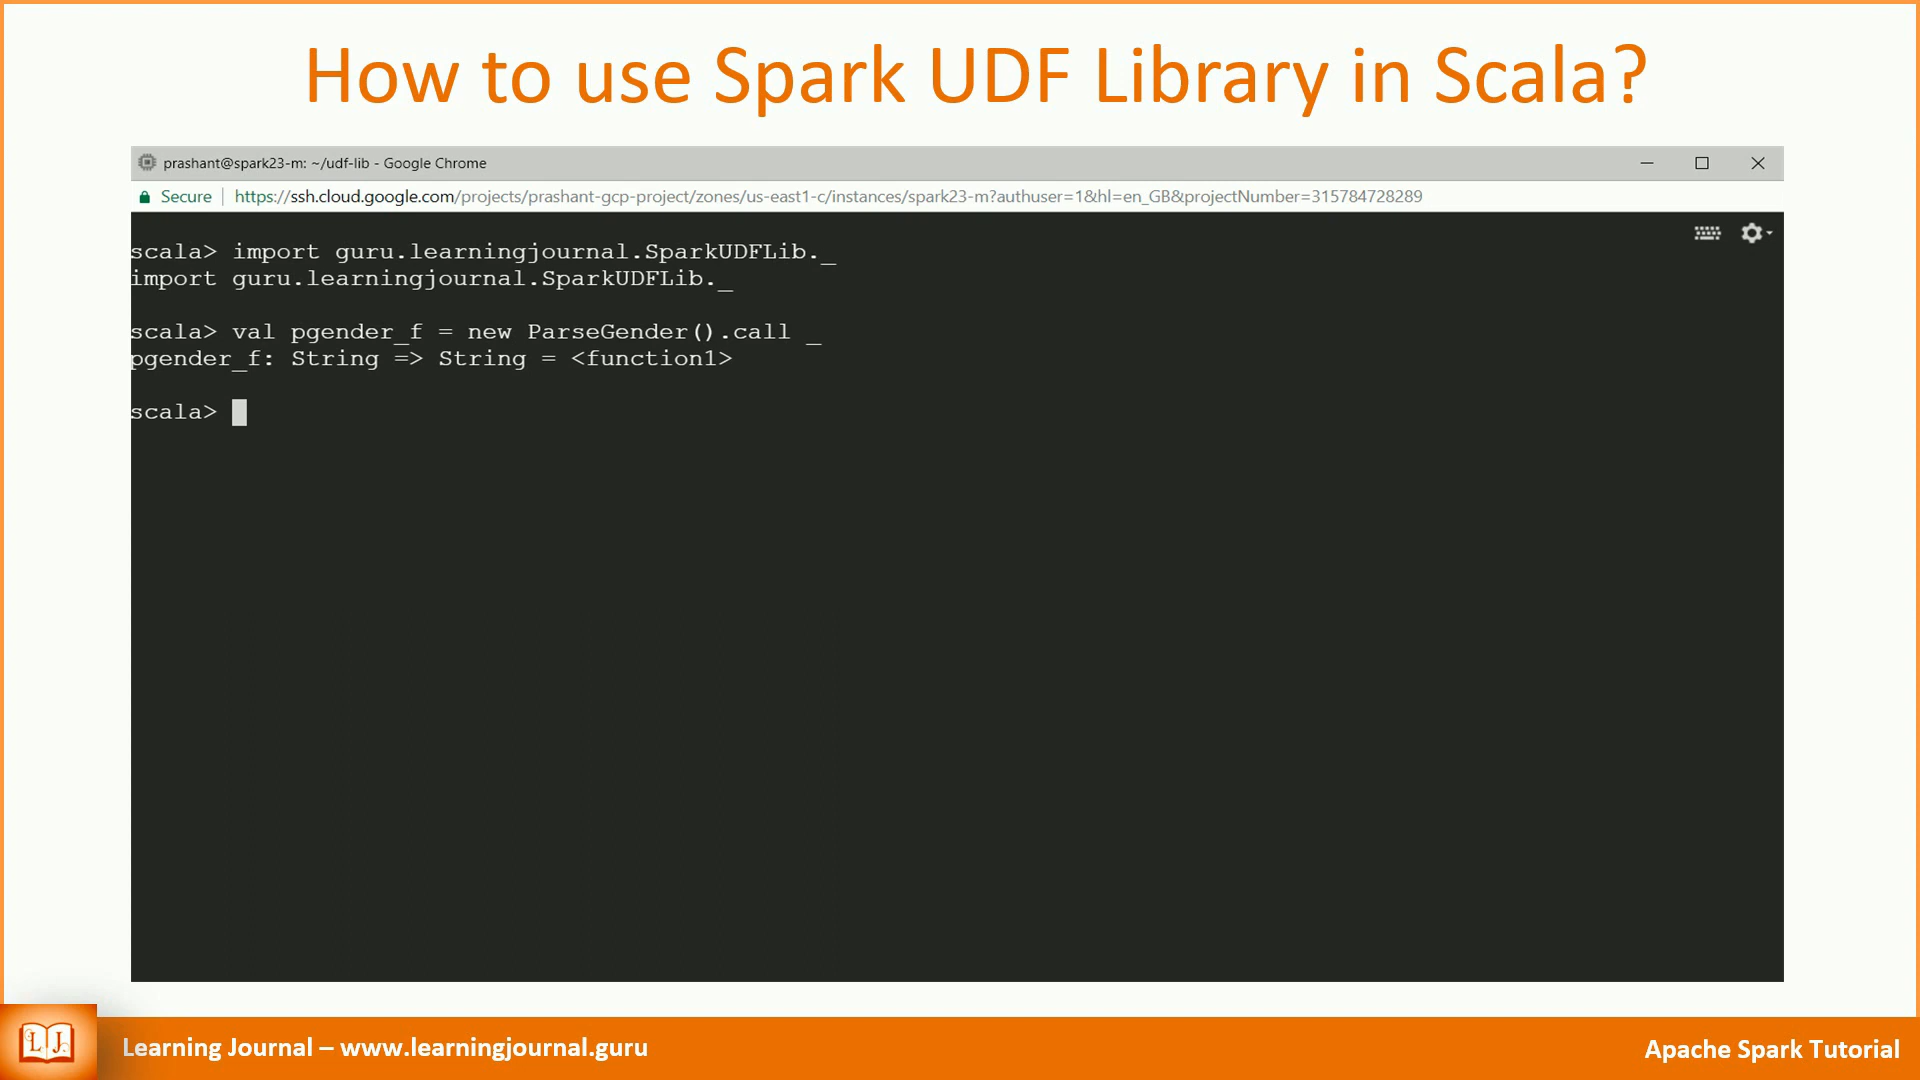 How to use Spark UDF Library in Scala?
prashant@spark23-m: ~/udf-lib - Google Chrome
Secure https://ssh.cloud.google.com/projects/prashant-gcp-project/zones/us-east1-c/instances/spark23-m?authuser=1&hl=en_GB&projectNumber=315784728289
scala> import guru.learningjournal.SparkUDFLib._
import guru.learningjournal.SparkUDFLib._
scala> val pgender_f = new ParseGender().call _
pgender_f: String => String = <function1>
scala>
LJ
Learning Journal – www.learningjournal.guru
Apache Spark Tutorial